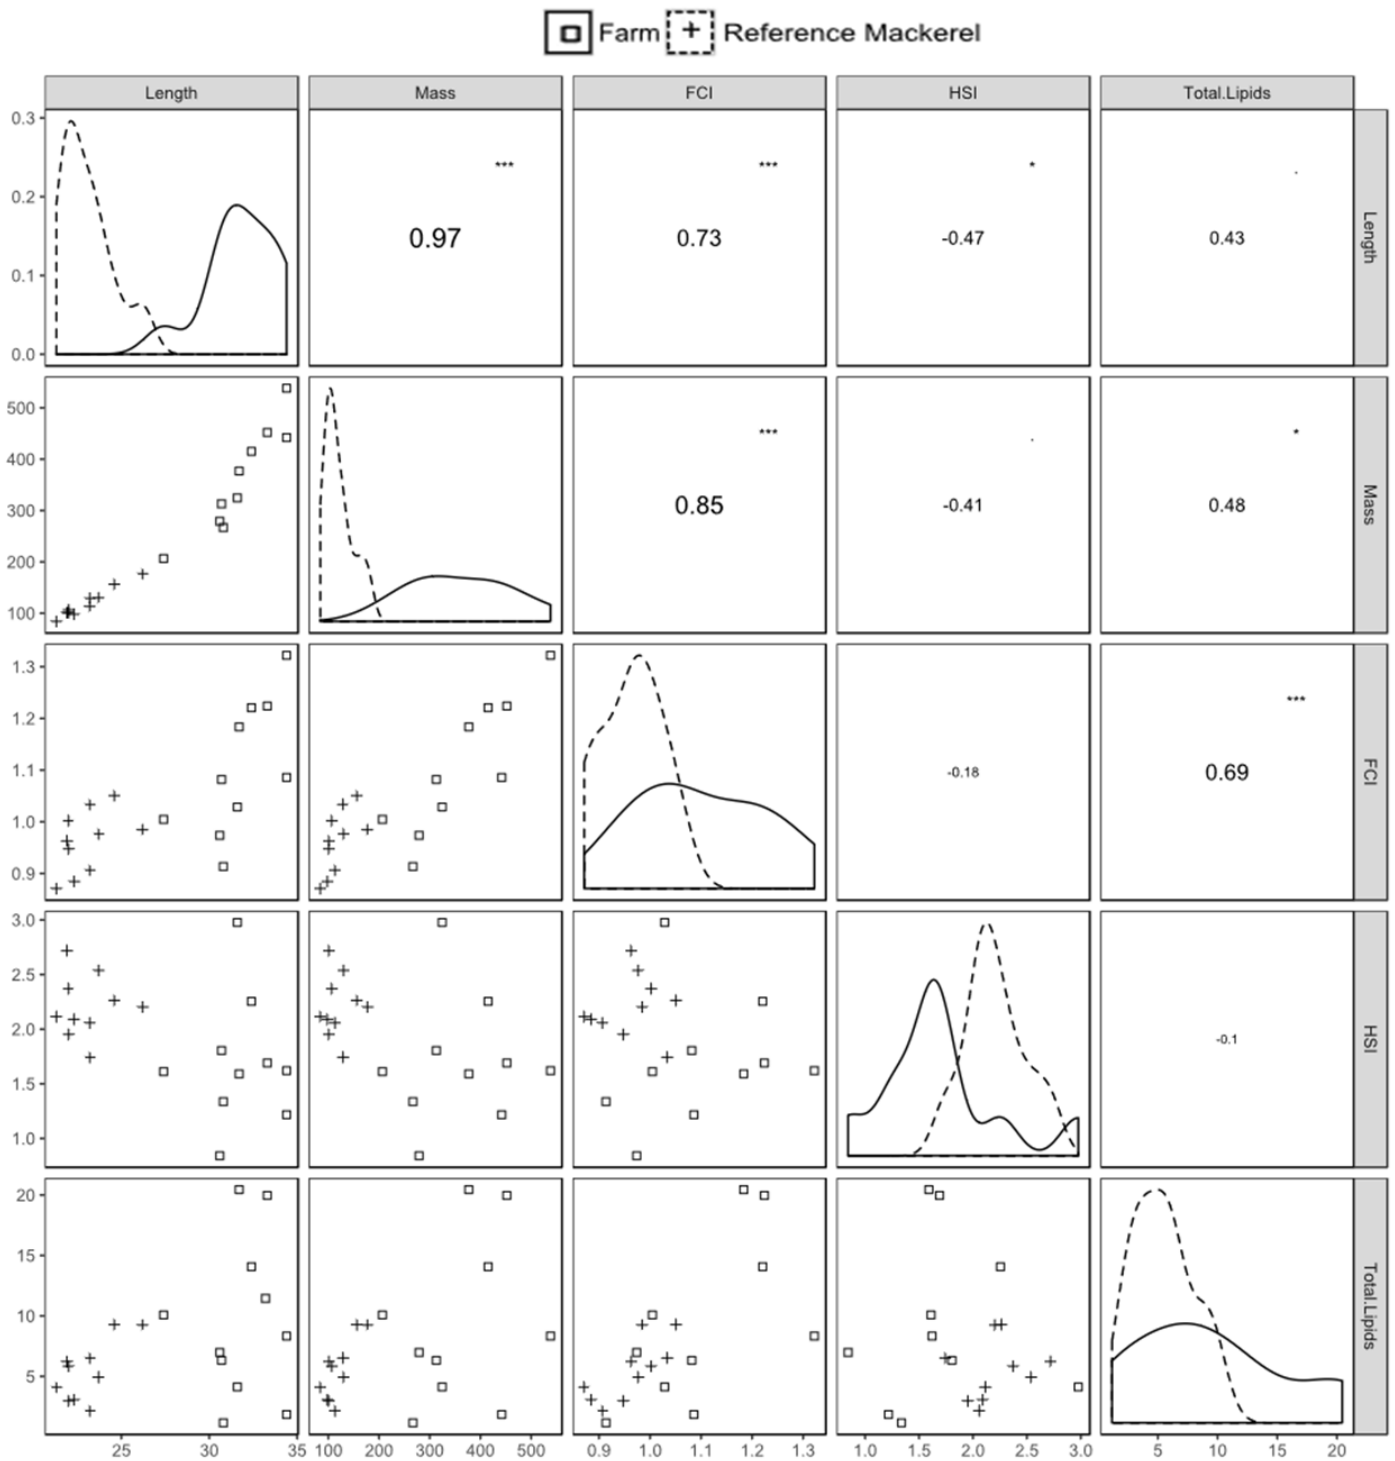 Farm + Reference Mackerel
Length Mass FCI HSI Total.Lipids
0.3
0.2
0.1
0.0
*** *** * .
0.97 0.73 -0.47 0.43
Length
500
400
300
200
100
*** . *
0.85 -0.41 0.48
Mass
1.3
1.2
1.1
1.0
0.9
***
-0.18 0.69
FCI
3.0
2.5
2.0
1.5
1.0
-0.1
HSI
20
15
10
5
Total.Lipids
25 30 35 100 200 300 400 500 0.9 1.0 1.1 1.2 1.3 1.0 1.5 2.0 2.5 3.0 5 10 15 20